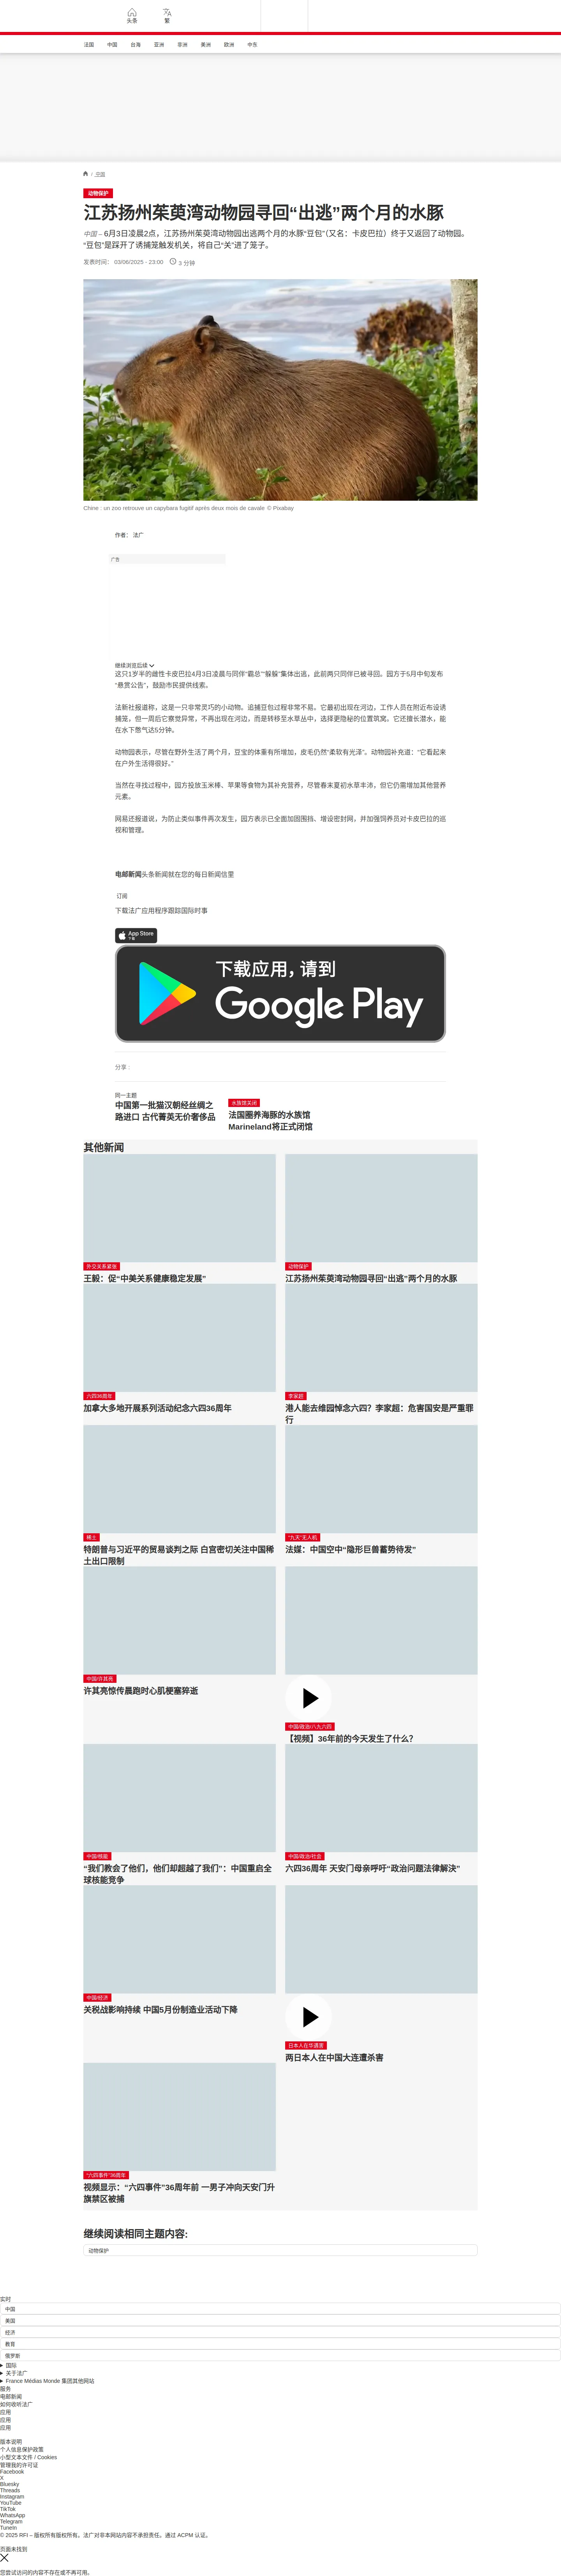 头条
繁
法国
中国
台海
亚洲
非洲
美洲
欧洲
中东
/ 中国
动物保护
江苏扬州茱萸湾动物园寻回“出逃”两个月的水豚
中国 – 6月3日凌晨2点，江苏扬州茱萸湾动物园出逃两个月的水豚“豆包”（又名：卡皮巴拉）终于又返回了动物园。
“豆包”是踩开了诱捕笼触发机关，将自己“关”进了笼子。
发表时间： 03/06/2025 - 23:00
3 分钟
Chine : un zoo retrouve un capybara fugitif après deux mois de cavale © Pixabay
作者： 法广
广告
继续浏览后续
这只1岁半的雌性卡皮巴拉4月3日凌晨与同伴“霸总”“躲躲”集体出逃，此前两只同伴已被寻回。园方于5月中旬发布
“悬赏公告”，鼓励市民提供线索。
法新社报道称，这是一只非常灵巧的小动物。追捕豆包过程非常不易。它最初出现在河边，工作人员在附近布设诱
捕笼，但一周后它察觉异常，不再出现在河边，而是转移至水草丛中，选择更隐秘的位置筑窝。它还擅长潜水，能
在水下憋气达5分钟。
动物园表示，尽管在野外生活了两个月，豆宝的体重有所增加，皮毛仍然“柔软有光泽”。动物园补充道：“它看起来
在户外生活得很好。”
当然在寻找过程中，园方投放玉米棒、苹果等食物为其补充营养，尽管春末夏初水草丰沛，但它仍需增加其他营养
元素。
网易还报道说，为防止类似事件再次发生，园方表示已全面加固围挡、增设密封网，并加强饲养员对卡皮巴拉的巡
视和管理。
电邮新闻头条新闻就在您的每日新闻信里
订阅
下载法广应用程序跟踪国际时事
App Store
下载
下载应用，请到
Google Play
分享 :
同一主题
中国第一批猫汉朝经丝绸之
路进口 古代菁英无价奢侈品
水族馆关闭
法国圈养海豚的水族馆
Marineland将正式闭馆
其他新闻
外交关系紧张
王毅：促“中美关系健康稳定发展”
动物保护
江苏扬州茱萸湾动物园寻回“出逃”两个月的水豚
八四36周年
加拿大多地开展系列活动纪念六四36周年
李家超
港人能去维园悼念六四？李家超：危害国安是严重罪
行
稀土
特朗普与习近平的贸易谈判之际 白宫密切关注中国稀
土出口限制
“九天”无人机
法媒：中国空中“隐形巨兽蓄势待发”
中国/许其亮
许其亮惊传晨跑时心肌梗塞猝逝
中国/政治/八九六四
【视频】36年前的今天发生了什么？
中国/核能
“我们教会了他们，他们却超越了我们”：中国重启全
球核能竞争
中国/政治/社会
六四36周年 天安门母亲呼吁“政治问题法律解决”
中国/经济
关税战影响持续 中国5月份制造业活动下降
日本人在华遇害
两日本人在中国大连遭杀害
“六四事件”36周年
视频显示：“六四事件”36周年前 一男子冲向天安门升
旗禁区被捕
继续阅读相同主题内容:
动物保护
实时
中国
美国
经济
教育
俄罗斯
国际
关于法广
France Médias Monde 集团其他网站
服务
电邮新闻
如何收听法广
应用
应用
应用
版本说明
个人信息保护政策
小型文本文件 / Cookies
管理我的许可证
Facebook
X
Bluesky
Threads
Instagram
YouTube
TikTok
WhatsApp
Telegram
TuneIn
© 2025 RFI – 版权所有版权所有。法广对非本网站内容不承担责任。通过 ACPM 认证。
页面未找到
您尝试访问的内容不存在或不再可用。